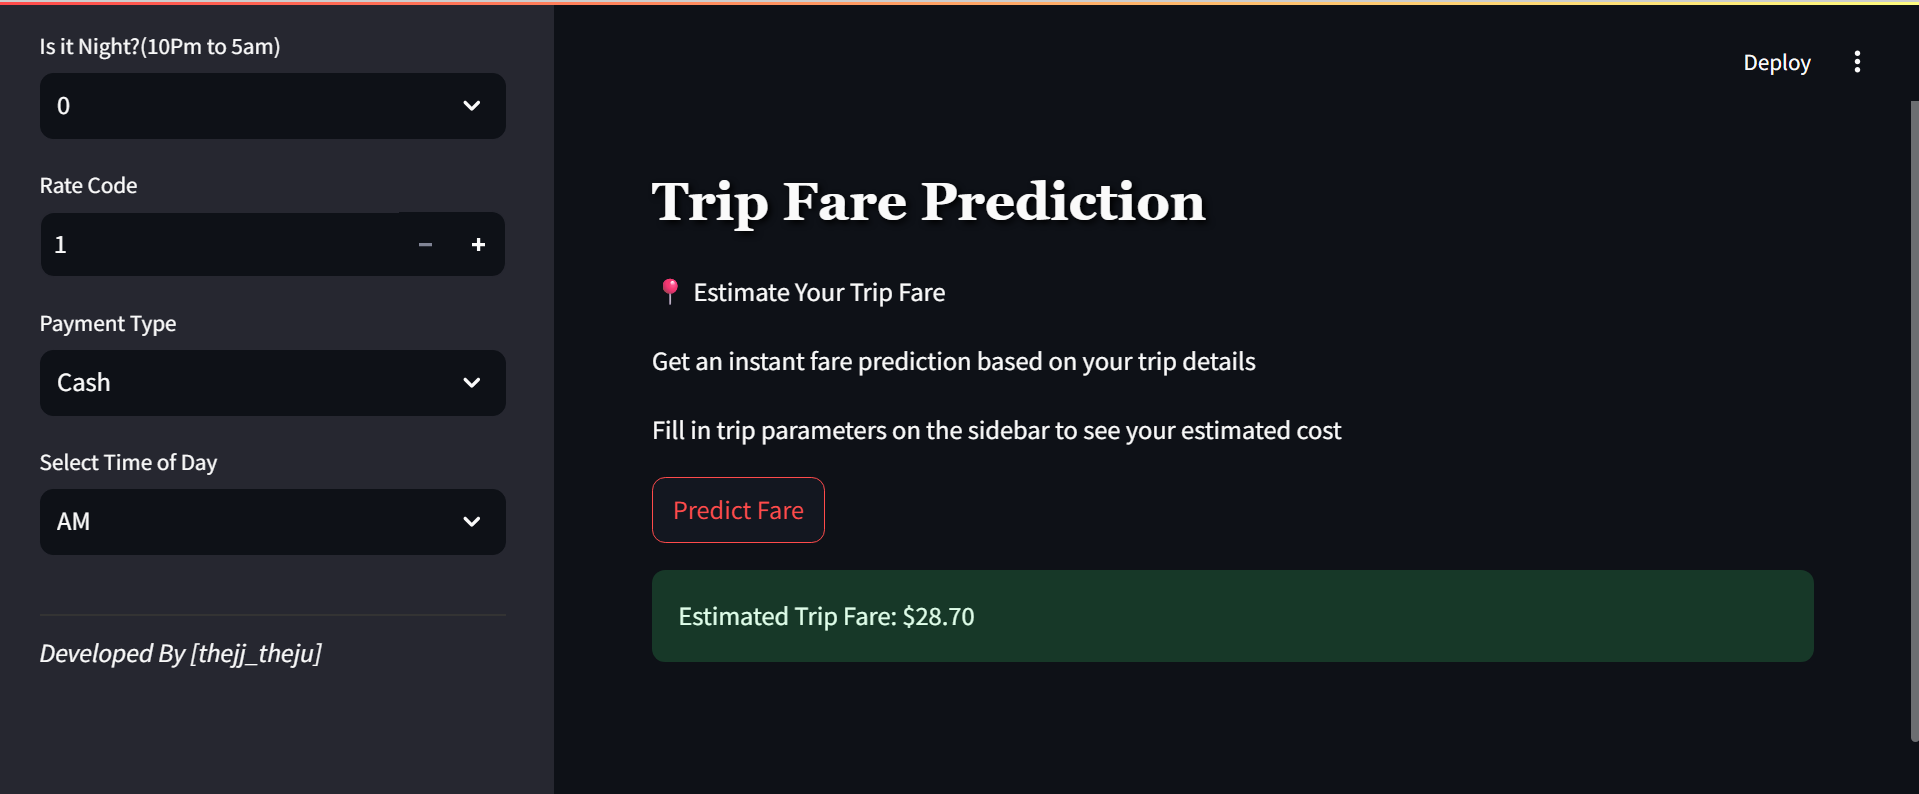 Is it Night?(10Pm to 5am)
0
Rate Code
1
Payment Type
Cash
Select Time of Day
AM
Developed By [thejj_theju]
Deploy
Trip Fare Prediction
📍 Estimate Your Trip Fare
Get an instant fare prediction based on your trip details
Fill in trip parameters on the sidebar to see your estimated cost
Predict Fare
Estimated Trip Fare: $28.70